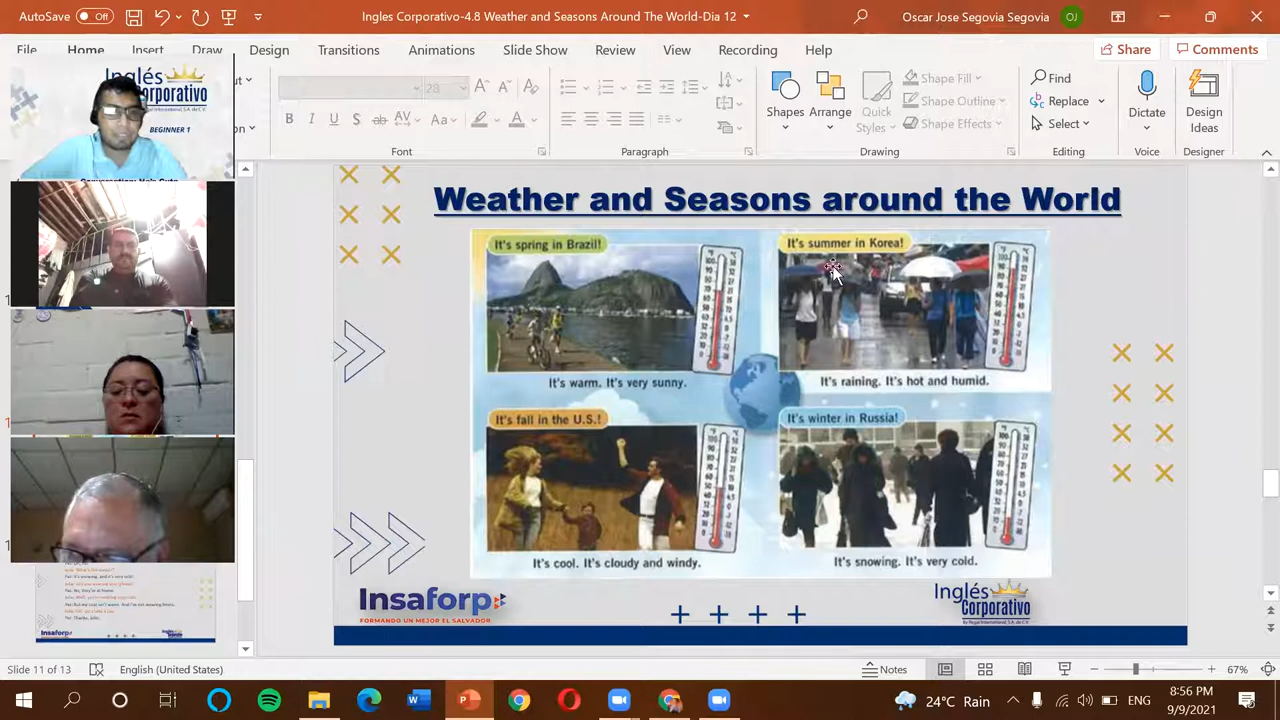 AutoSave Off Ingles Corporativo-4.8 Weather and Seasons Around The World-Dia 12 Oscar Jose Segovia Segovia OJ
File Home Insert Draw Design Transitions Animations Slide Show Review View Recording Help Share Comments
Inglés
Corporativo
BEGINNER 1
Shapes Arrange Quick Styles
Shape Fill
Shape Outline
Shape Effects
Find
Replace
Select
Dictate
Design Ideas
Font Paragraph Drawing Editing Voice Designer
Weather and Seasons around the World
It's spring in Brazil!
It's warm. It's very sunny.
It's summer in Korea!
It's raining. It's hot and humid.
It's fall in the U.S.!
It's cool. It's cloudy and windy.
It's winter in Russia!
It's snowing. It's very cold.
Insaforp
FORMANDO UN MEJOR EL SALVADOR
Inglés
Corporativo
Slide 11 of 13 English (United States) Notes 67%
24°C Rain ENG 8:56 PM
9/9/2021